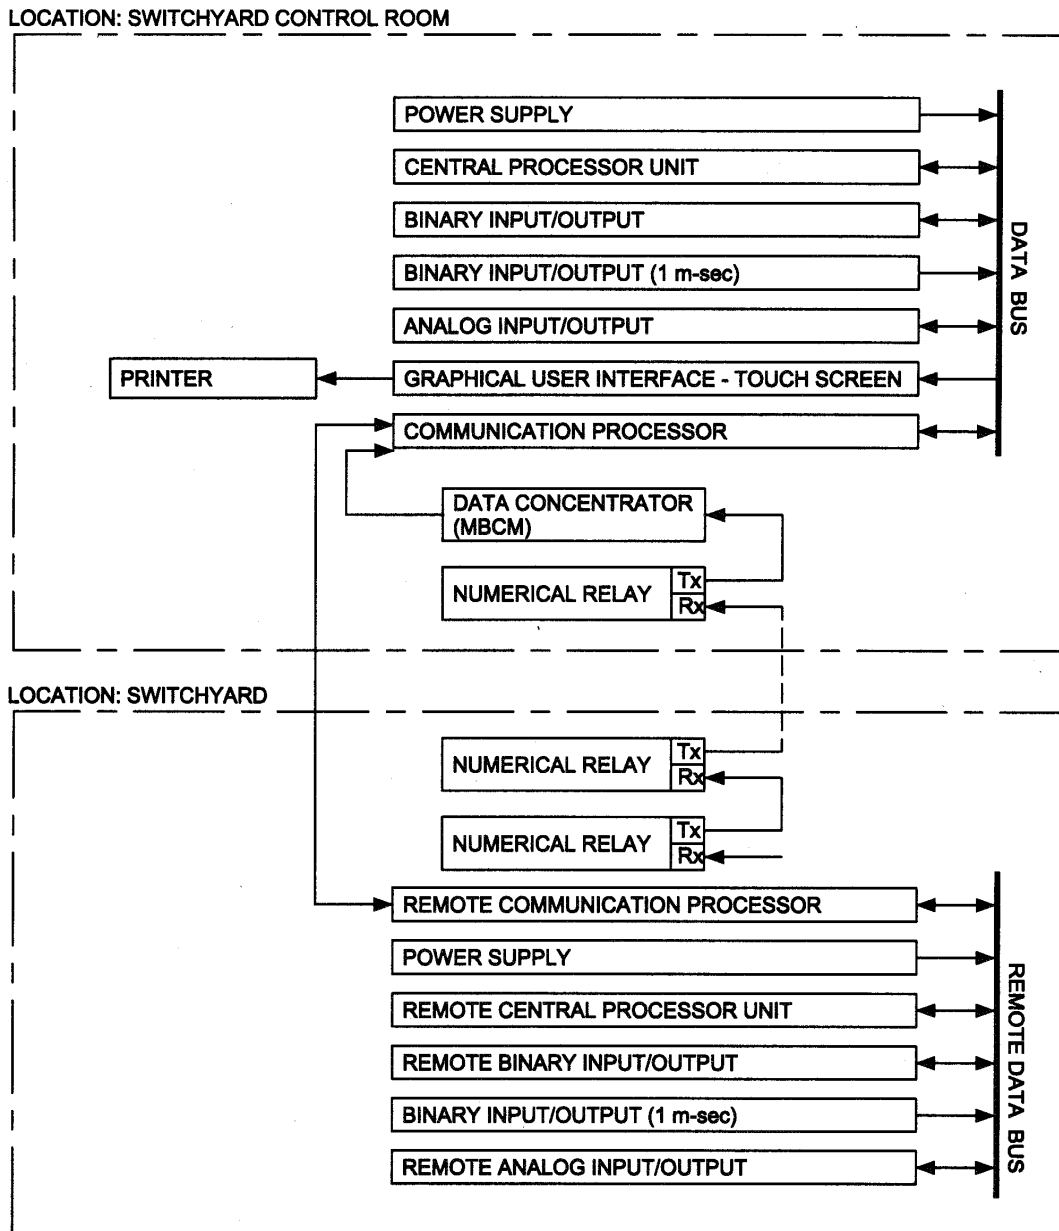 LOCATION: SWITCHYARD CONTROL ROOM
POWER SUPPLY
CENTRAL PROCESSOR UNIT
BINARY INPUT/OUTPUT
BINARY INPUT/OUTPUT (1 m-sec)
ANALOG INPUT/OUTPUT
PRINTER
GRAPHICAL USER INTERFACE - TOUCH SCREEN
COMMUNICATION PROCESSOR
DATA BUS
DATA CONCENTRATOR
(MBCM)
NUMERICAL RELAY
Tx
Rx
LOCATION: SWITCHYARD
NUMERICAL RELAY
Tx
Rx
NUMERICAL RELAY
Tx
Rx
REMOTE COMMUNICATION PROCESSOR
POWER SUPPLY
REMOTE CENTRAL PROCESSOR UNIT
REMOTE BINARY INPUT/OUTPUT
BINARY INPUT/OUTPUT (1 m-sec)
REMOTE ANALOG INPUT/OUTPUT
REMOTE DATA BUS